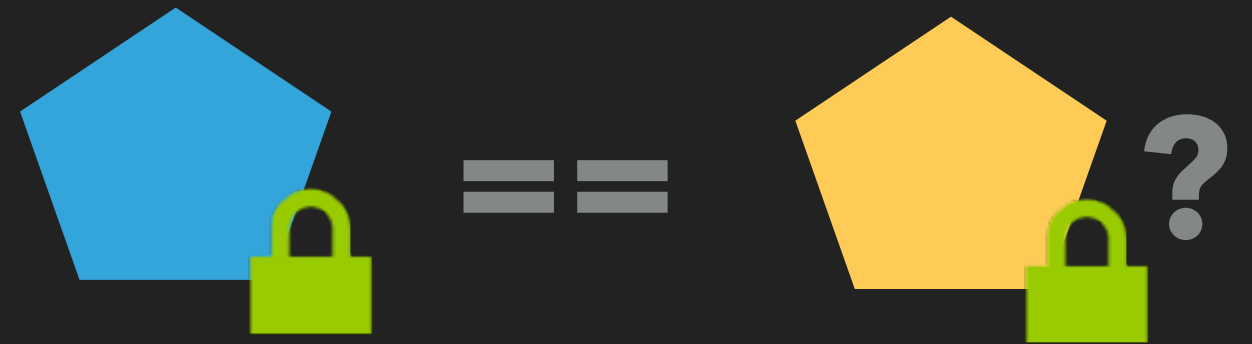 == ?